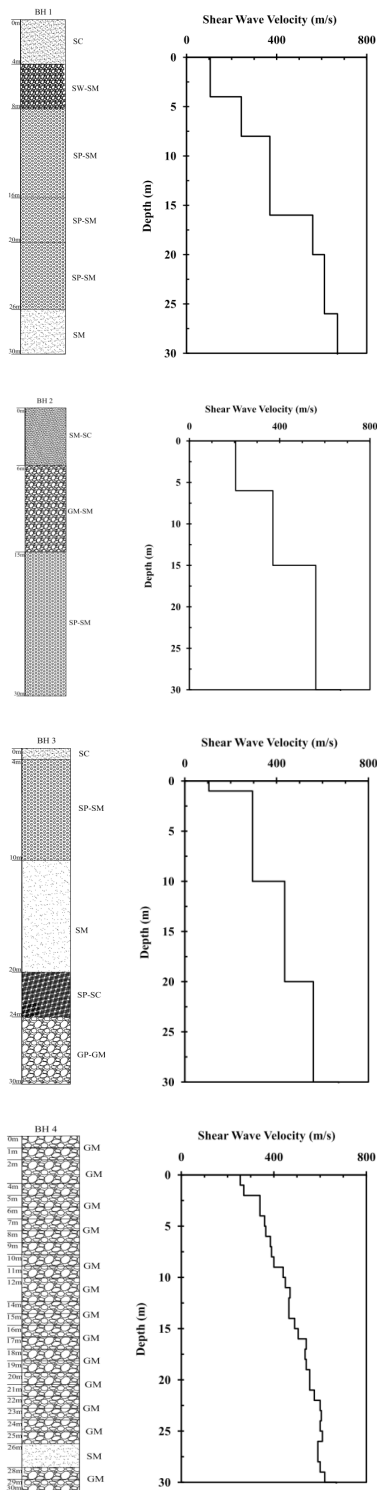 BH 1
0m
SC
4m
SW-SM
8m
SP-SM
16m
SP-SM
20m
SP-SM
26m
SM
30m
Shear Wave Velocity (m/s)
0 400 800
Depth (m)
0
5
10
15
20
25
30
BH 2
0m
SM-SC
6m
GM-SM
15m
SP-SM
30m
Shear Wave Velocity (m/s)
0 400 800
Depth (m)
0
5
10
15
20
25
30
BH 3
0m
SC
4m
SP-SM
10m
SM
20m
SP-SC
24m
GP-GM
30m
Shear Wave Velocity (m/s)
0 400 800
Depth (m)
0
5
10
15
20
25
30
BH 4
0m
GM
1m
2m
GM
4m
5m
GM
6m
7m
GM
8m
9m
10m
GM
11m
12m
GM
14m
GM
15m
16m
GM
17m
18m
GM
19m
20m
GM
21m
22m
GM
23m
24m
GM
25m
26m
SM
28m
GM
29m
30m
Shear Wave Velocity (m/s)
0 400 800
Depth (m)
0
5
10
15
20
25
30